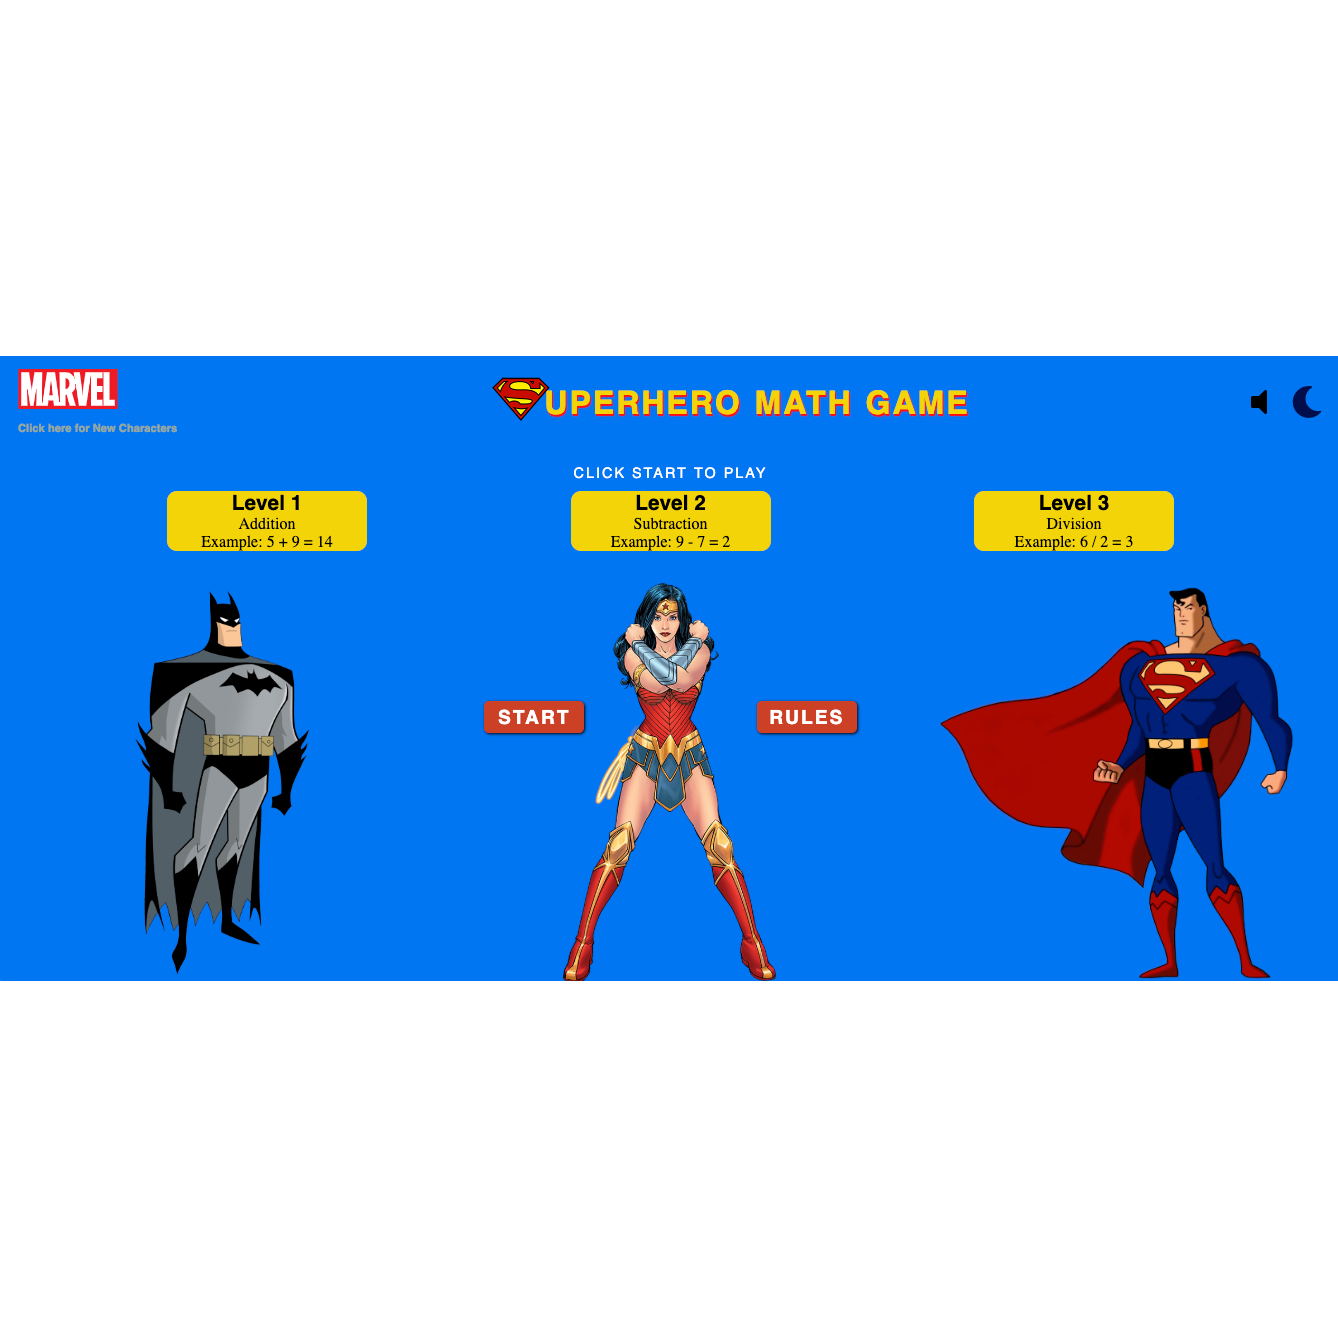 MARVEL
Click here for New Characters
SUPERHERO MATH GAME
CLICK START TO PLAY
Level 1
Addition
Example: 5 + 9 = 14
Level 2
Subtraction
Example: 9 - 7 = 2
Level 3
Division
Example: 6 / 2 = 3
START
RULES